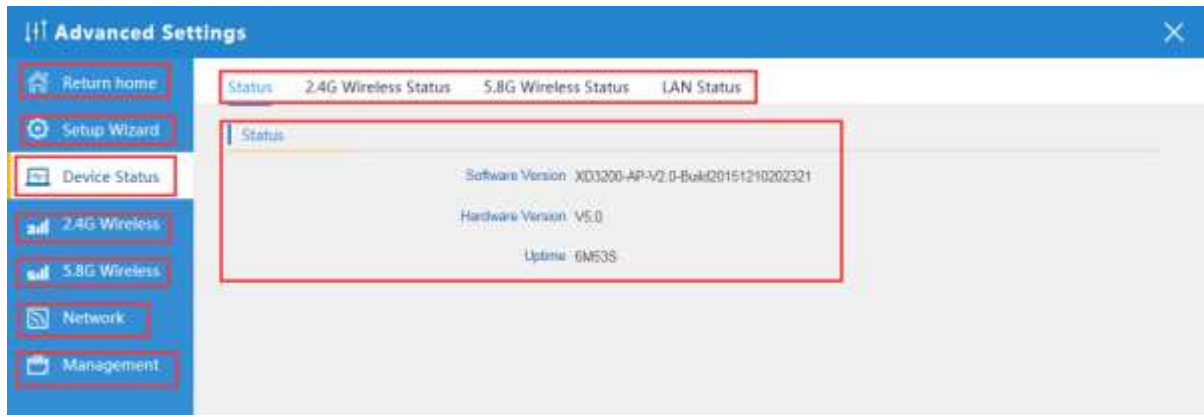 Advanced Settings
Return home
Setup Wizard
Device Status
2.4G Wireless
5.8G Wireless
Network
Management
Status 2.4G Wireless Status 5.8G Wireless Status LAN Status
Status
Software Version XD3200-AP-V2.0-Build20151210202321
Hardware Version V5.0
Uptime 6M53S